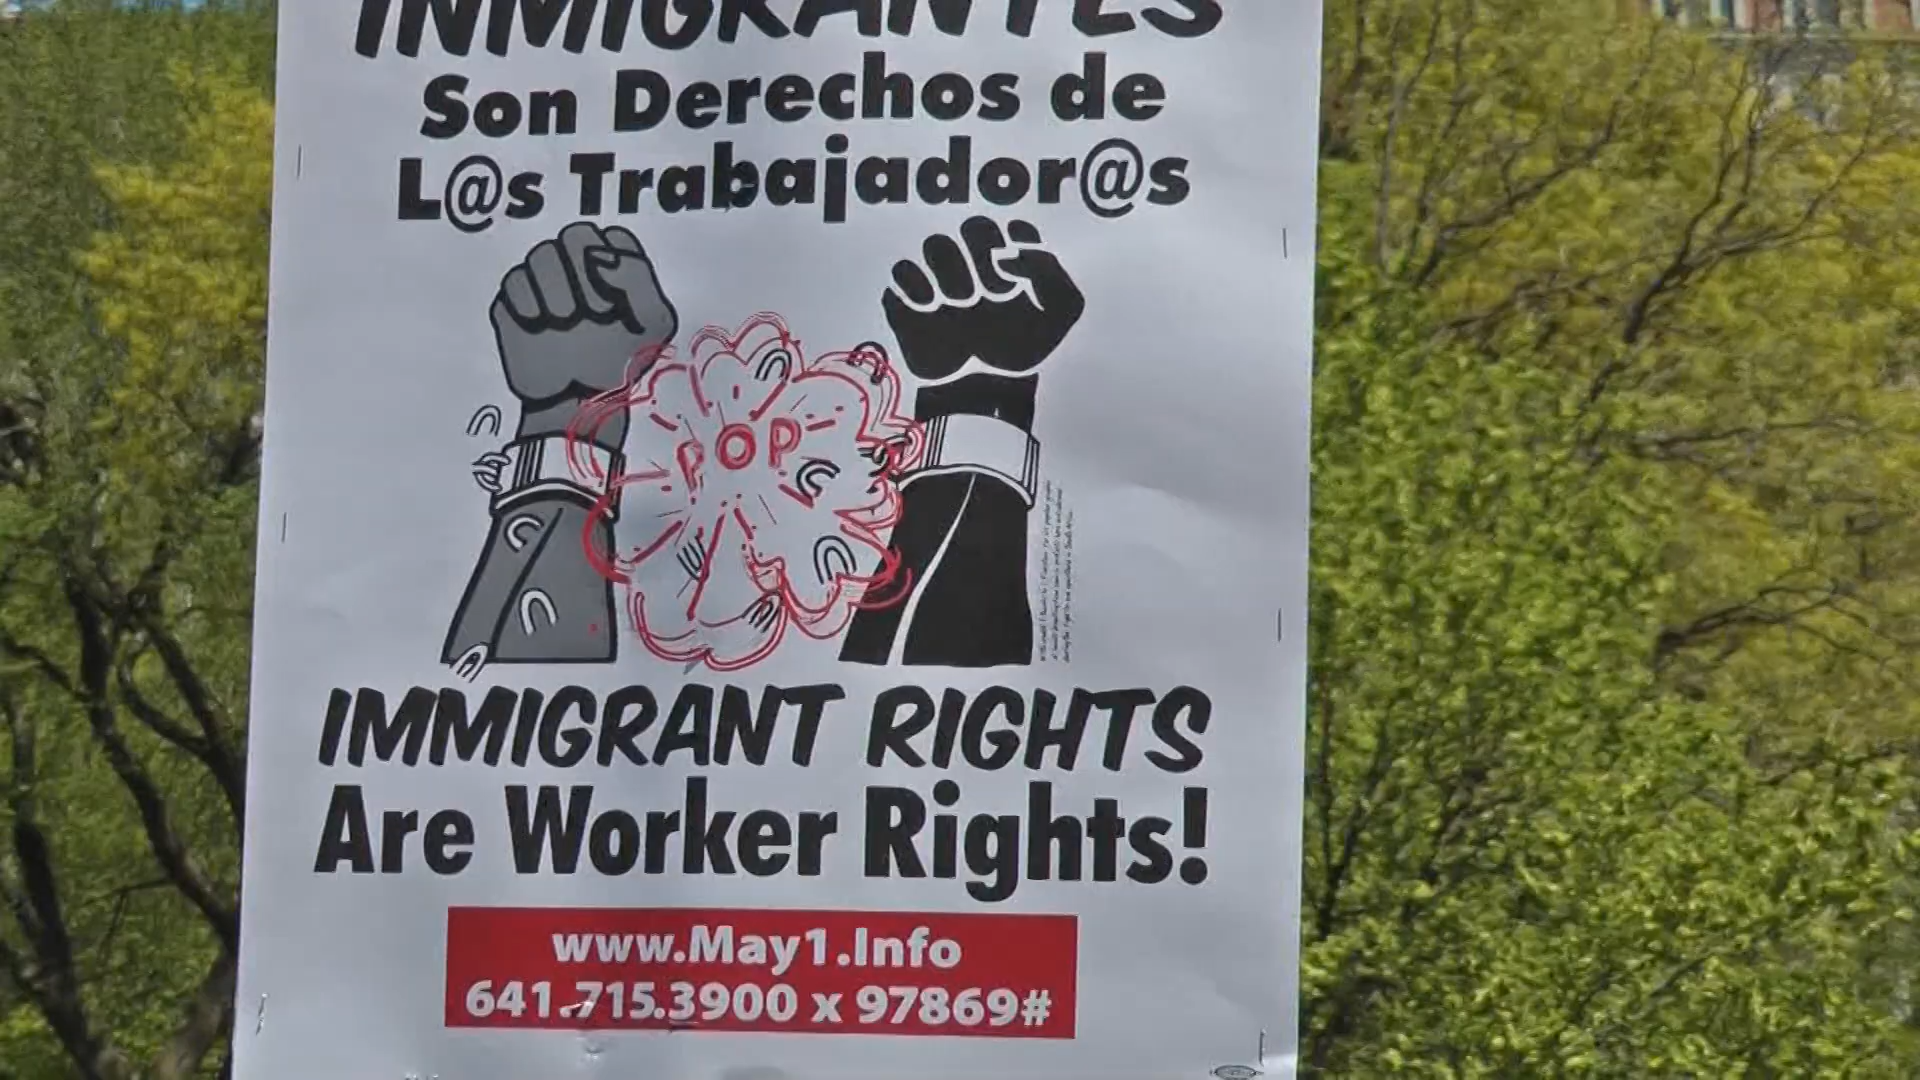 INMIGRANTES
Son Derechos de
L@s Trabajador@s
POP
IMMIGRANT RIGHTS
Are Worker Rights!
www.May1.Info
641.715.3900 x 97869#